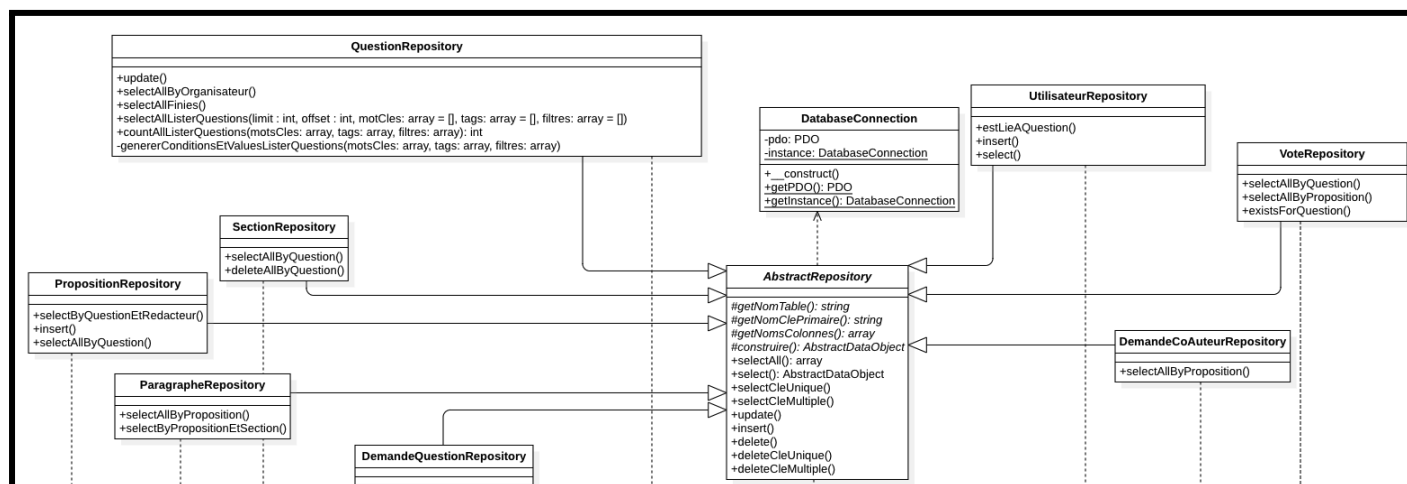 QuestionRepository
+update()
+selectAllByOrganisateur()
+selectAllFinies()
+selectAllListerQuestions(limit : int, offset : int, motCles: array = [], tags: array = [], filtres: array = [])
+countAllListerQuestions(motsCles: array, tags: array, filtres: array): int
-genererConditionsEtValuesListerQuestions(motsCles: array, tags: array, filtres: array)
DatabaseConnection
-pdo: PDO
-instance: DatabaseConnection
+__construct()
+getPDO(): PDO
+getInstance(): DatabaseConnection
UtilisateurRepository
+estLieAQuestion()
+insert()
+select()
VoteRepository
+selectAllByQuestion()
+selectAllByProposition()
+existsForQuestion()
SectionRepository
+selectAllByQuestion()
+deleteAllByQuestion()
PropositionRepository
+selectByQuestionEtRedacteur()
+insert()
+selectAllByQuestion()
AbstractRepository
#getNomTable(): string
#getNomClePrimaire(): string
#getNomsColonnes(): array
#construire(): AbstractDataObject
+selectAll(): array
+select(): AbstractDataObject
+selectCleUnique()
+selectCleMultiple()
+update()
+insert()
+delete()
+deleteCleUnique()
+deleteCleMultiple()
DemandeCoAuteurRepository
+selectAllByProposition()
ParagrapheRepository
+selectAllByProposition()
+selectByPropositionEtSection()
DemandeQuestionRepository